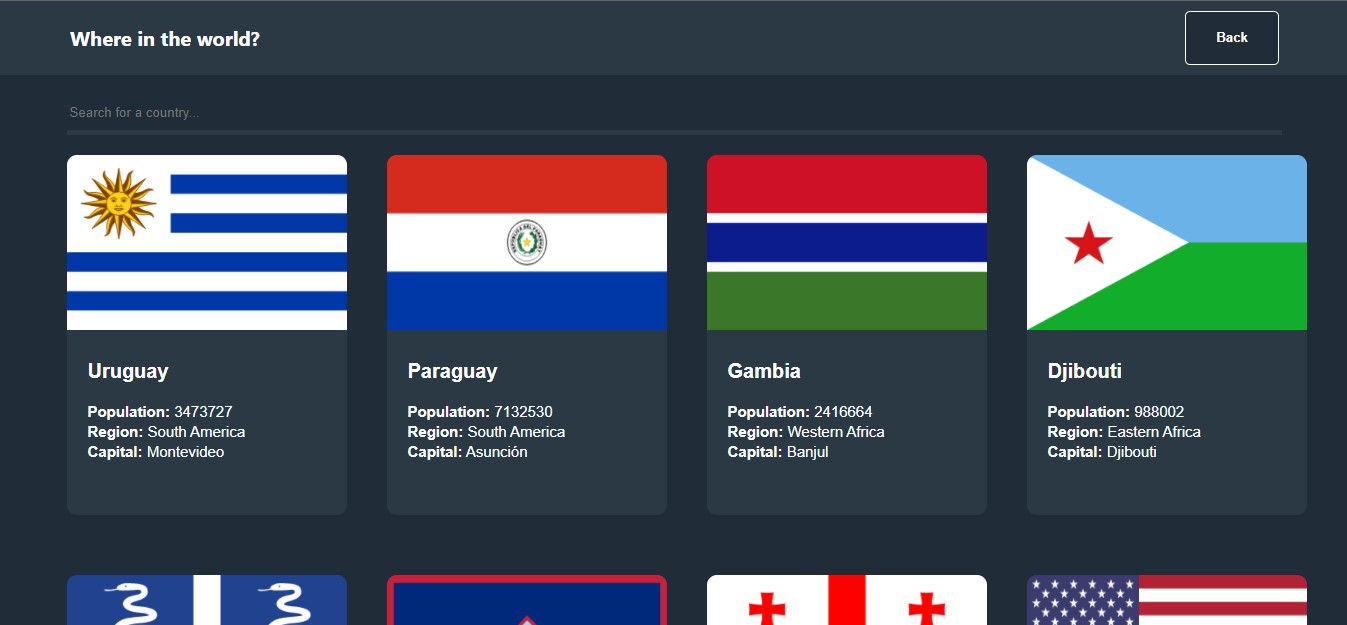 Where in the world?
Back
Search for a country...
Uruguay
Population: 3473727
Region: South America
Capital: Montevideo
Paraguay
Population: 7132530
Region: South America
Capital: Asunción
Gambia
Population: 2416664
Region: Western Africa
Capital: Banjul
Djibouti
Population: 988002
Region: Eastern Africa
Capital: Djibouti